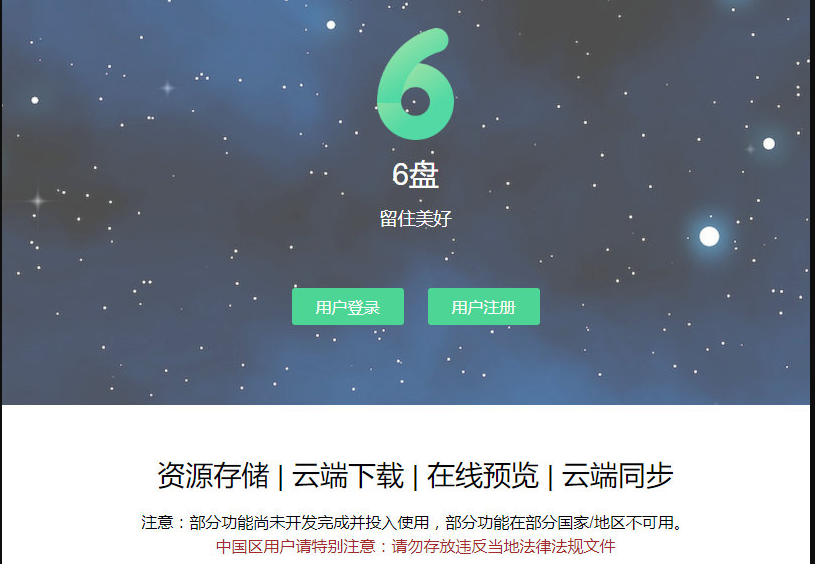 6
6盘
留住美好
用户登录 用户注册
资源存储 | 云端下载 | 在线预览 | 云端同步
注意：部分功能尚未开发完成并投入使用，部分功能在部分国家/地区不可用。
中国区用户请特别注意：请勿存放违反当地法律法规文件